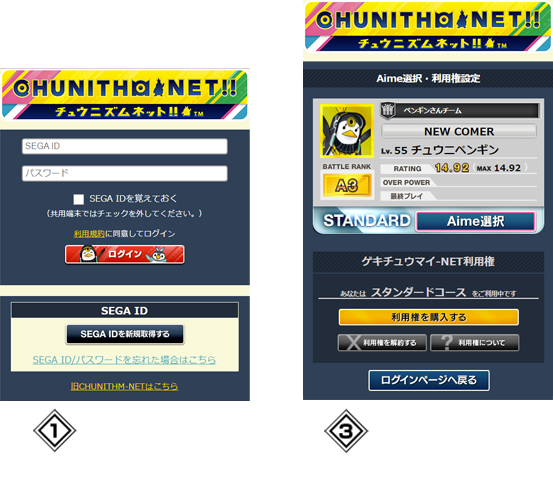 CHUNITHM-NET!!
チュウニズムネット!! TM
SEGA ID
パスワード
SEGA IDを覚えておく
（共用端末ではチェックを外してください。）
利用規約に同意してログイン
ログイン
SEGA ID
SEGA IDを新規取得する
SEGA ID/パスワードを忘れた場合はこちら
旧CHUNITHM-NETはこちら
1
CHUNITHM-NET!!
チュウニズムネット!! TM
Aime選択・利用権設定
ペンギンさんチーム
NEW COMER
Lv. 55 チュウニペンギン
BATTLE RANK
A3
RATING 14.92 (MAX 14.92 )
OVER POWER
最終プレイ
STANDARD Aime選択
ゲキチュウマイ-NET利用権
あなたは スタンダードコース をご利用中です
利用権を購入する
X 利用権を解約する ? 利用権について
ログインページへ戻る
3